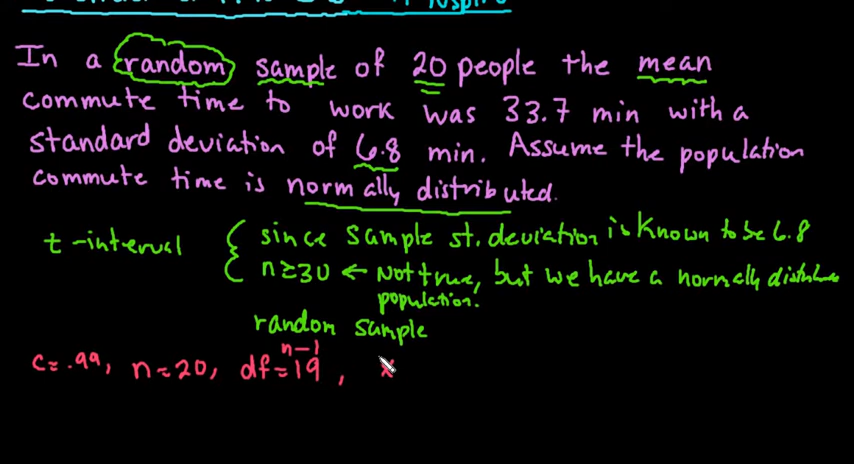 In a random sample of 20 people the mean
commute time to work was 33.7 min with a
standard deviation of 6.8 min. Assume the population
commute time is normally distributed.
t-interval { since sample st. deviation is known to be 6.8
n≥30 ← Not true, but we have a normally
population.
random sample
n-1
c=.99, n=20, df=19, x